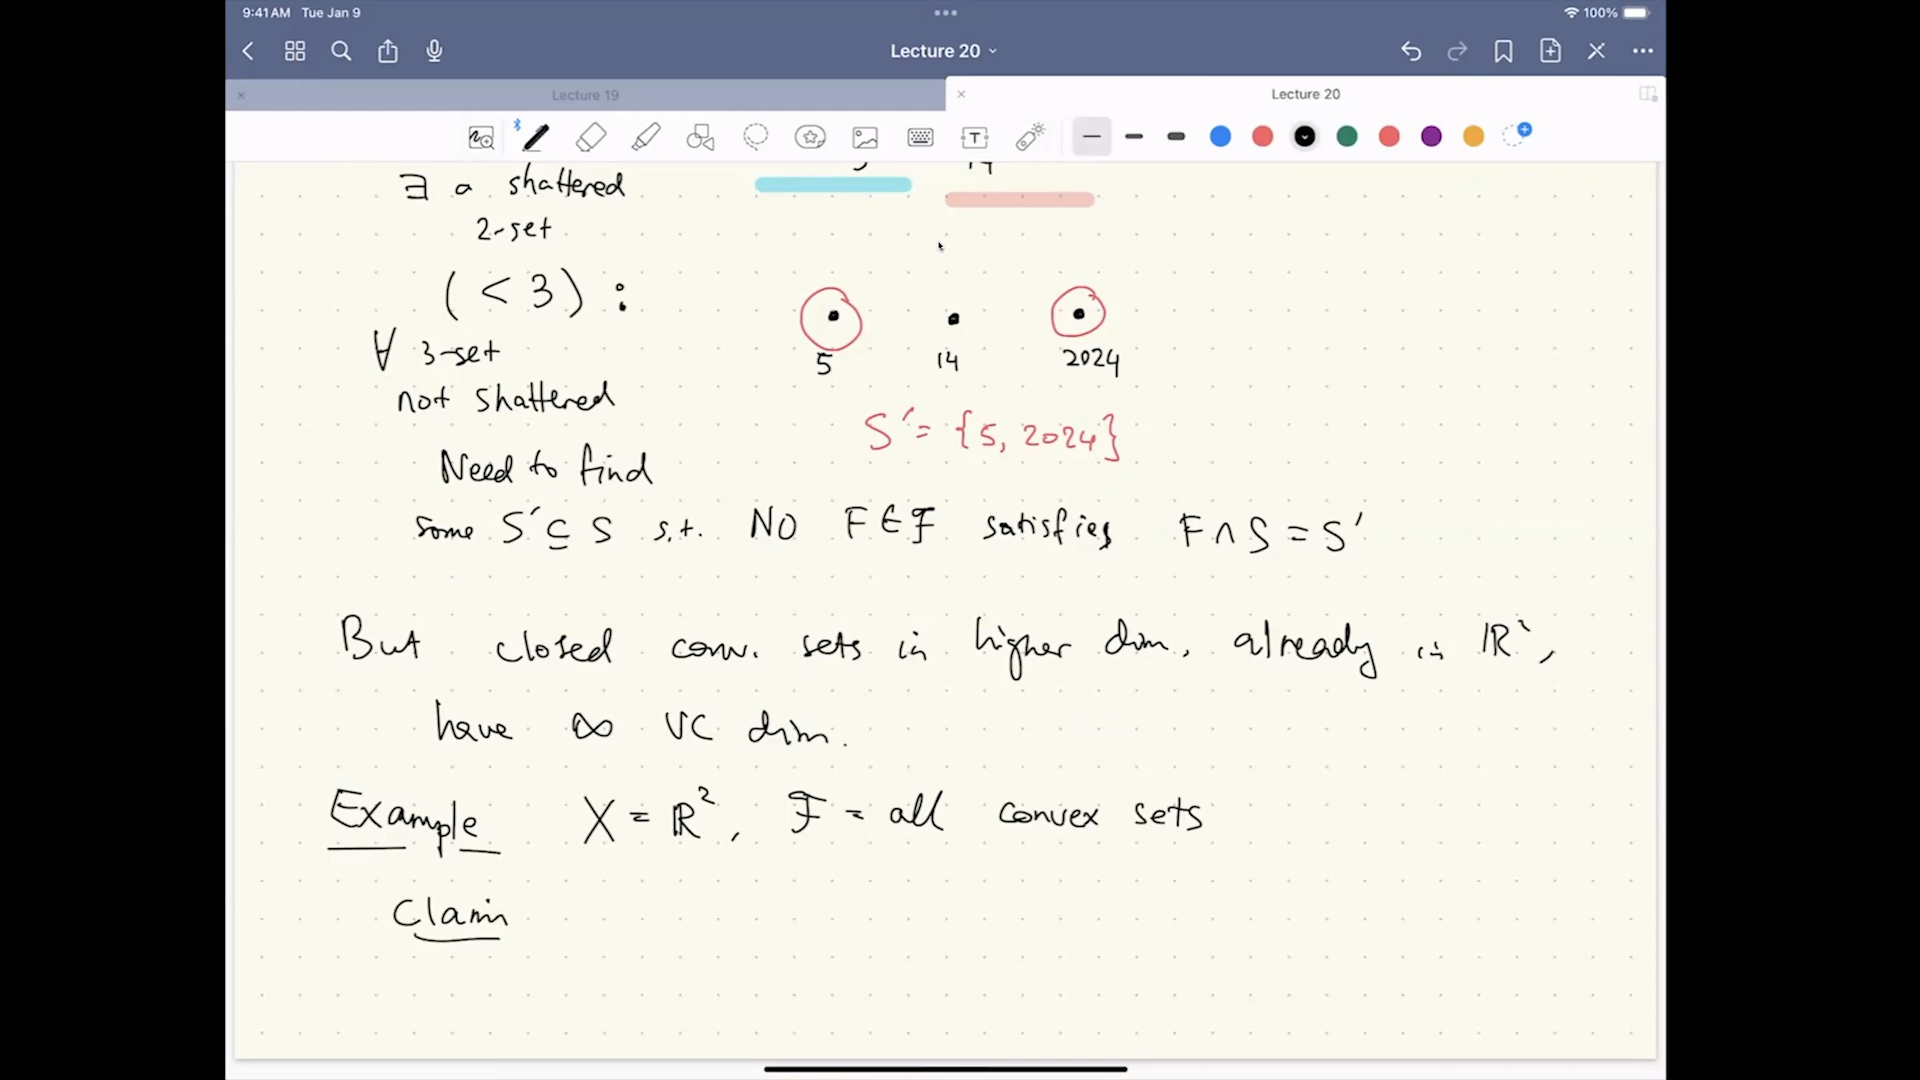 9:41 AM Tue Jan 9
100%
Lecture 20
Lecture 19
Lecture 20
T
∃ a shattered
2-set
(< 3) :
∀ 3-set
not shattered
5 14 2024
S' = {5, 2024}
Need to find
some S' ⊆ S s.t. NO F ∈ ℱ satisfies F ∩ S = S'
But closed conv. sets in higher dim, already in ℝ²,
have ∞ VC dim.
Example X = ℝ², ℱ = all convex sets
Claim